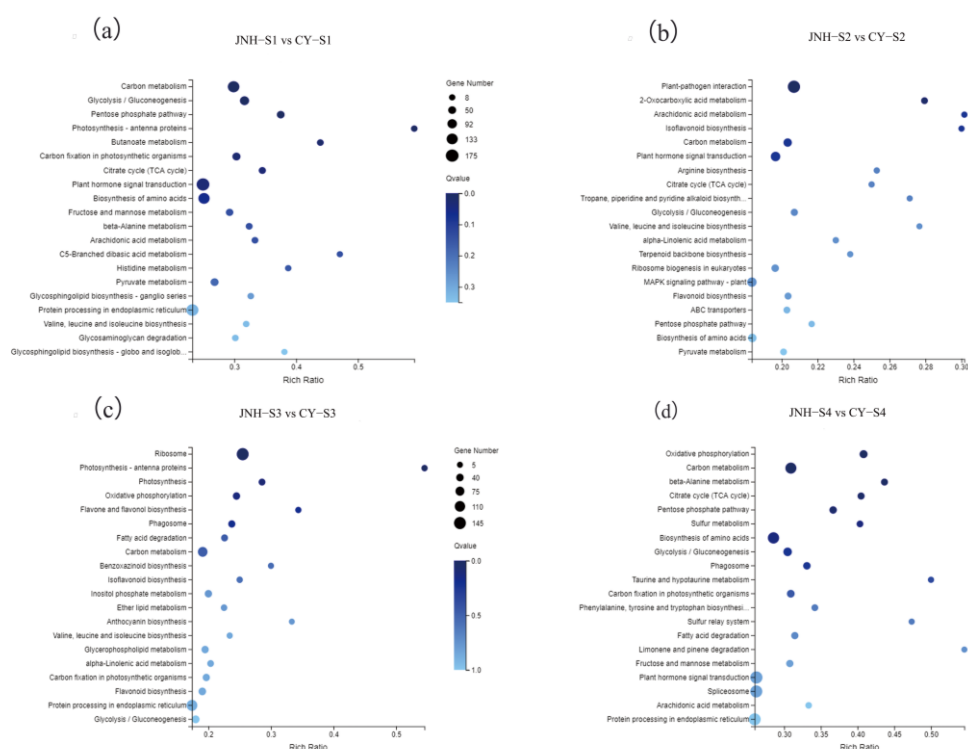 (a)
JNH-S1 vs CY-S1
Carbon metabolism
Glycolysis / Gluconeogenesis
Pentose phosphate pathway
Photosynthesis - antenna proteins
Butanoate metabolism
Carbon fixation in photosynthetic organisms
Citrate cycle (TCA cycle)
Plant hormone signal transduction
Biosynthesis of amino acids
Fructose and mannose metabolism
beta-Alanine metabolism
Arachidonic acid metabolism
C5-Branched dibasic acid metabolism
Histidine metabolism
Pyruvate metabolism
Glycosphingolipid biosynthesis - ganglio series
Protein processing in endoplasmic reticulum
Valine, leucine and isoleucine biosynthesis
Glycosaminoglycan degradation
Glycosphingolipid biosynthesis - globo and isoglob...
0.3 0.4 0.5
Rich Ratio
Gene Number
8
50
92
133
175
Qvalue
0.0
0.1
0.2
0.3
(b)
JNH-S2 vs CY-S2
Plant-pathogen interaction
2-Oxocarboxylic acid metabolism
Arachidonic acid metabolism
Isoflavonoid biosynthesis
Carbon metabolism
Plant hormone signal transduction
Arginine biosynthesis
Citrate cycle (TCA cycle)
Tropane, piperidine and pyridine alkaloid biosynth...
Glycolysis / Gluconeogenesis
Valine, leucine and isoleucine biosynthesis
alpha-Linolenic acid metabolism
Terpenoid backbone biosynthesis
Ribosome biogenesis in eukaryotes
MAPK signaling pathway - plant
Flavonoid biosynthesis
ABC transporters
Pentose phosphate pathway
Biosynthesis of amino acids
Pyruvate metabolism
0.20 0.22 0.24 0.26 0.28 0.30
Rich Ratio
(c)
JNH-S3 vs CY-S3
Ribosome
Photosynthesis - antenna proteins
Photosynthesis
Oxidative phosphorylation
Flavone and flavonol biosynthesis
Phagosome
Fatty acid degradation
Carbon metabolism
Benzoxazinoid biosynthesis
Isoflavonoid biosynthesis
Inositol phosphate metabolism
Ether lipid metabolism
Anthocyanin biosynthesis
Valine, leucine and isoleucine biosynthesis
Glycerophospholipid metabolism
alpha-Linolenic acid metabolism
Carbon fixation in photosynthetic organisms
Flavonoid biosynthesis
Protein processing in endoplasmic reticulum
Glycolysis / Gluconeogenesis
0.2 0.3 0.4 0.5
Rich Ratio
Gene Number
5
40
75
110
145
Qvalue
0.0
0.5
1.0
(d)
JNH-S4 vs CY-S4
Oxidative phosphorylation
Carbon metabolism
beta-Alanine metabolism
Citrate cycle (TCA cycle)
Pentose phosphate pathway
Sulfur metabolism
Biosynthesis of amino acids
Glycolysis / Gluconeogenesis
Phagosome
Taurine and hypotaurine metabolism
Carbon fixation in photosynthetic organisms
Phenylalanine, tyrosine and tryptophan biosynthesi...
Sulfur relay system
Fatty acid degradation
Limonene and pinene degradation
Fructose and mannose metabolism
Plant hormone signal transduction
Spliceosome
Arachidonic acid metabolism
Protein processing in endoplasmic reticulum
0.30 0.35 0.40 0.45 0.50
Rich Ratio